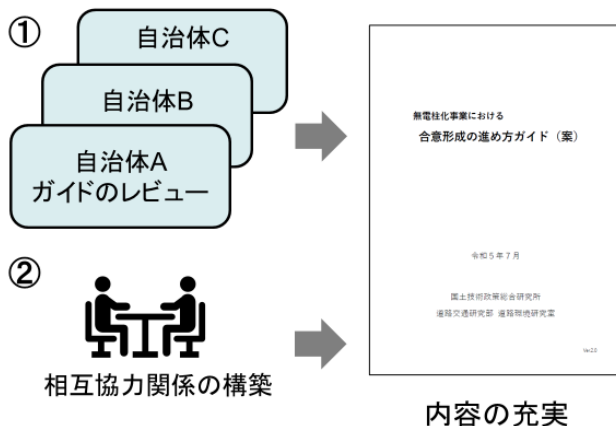 ①
自治体C
自治体B
自治体A
ガイドのレビュー
②
相互協力関係の構築
無電柱化事業における
合意形成の進め方ガイド（案）
令和５年７月
国土技術政策総合研究所
道路交通研究部 道路環境研究室
Ver2.0
内容の充実